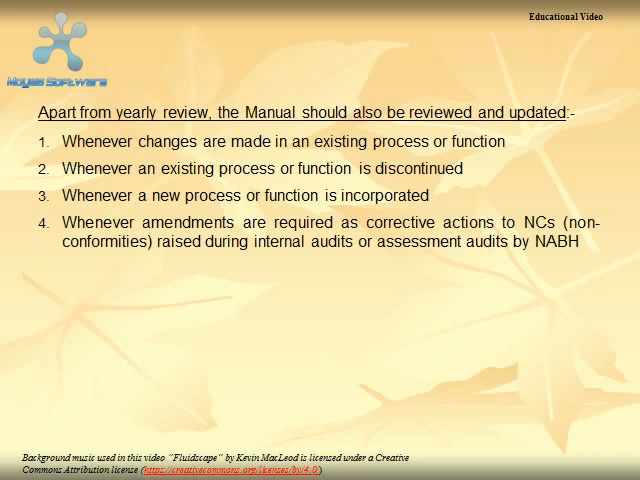 Educational Video
Moyas Software
Apart from yearly review, the Manual should also be reviewed and updated:-
1. Whenever changes are made in an existing process or function
2. Whenever an existing process or function is discontinued
3. Whenever a new process or function is incorporated
4. Whenever amendments are required as corrective actions to NCs (non-
conformities) raised during internal audits or assessment audits by NABH
Background music used in this video "Fluidscape" by Kevin MacLeod is licensed under a Creative
Commons Attribution license (https://creativecommons.org/licenses/by/4.0/)